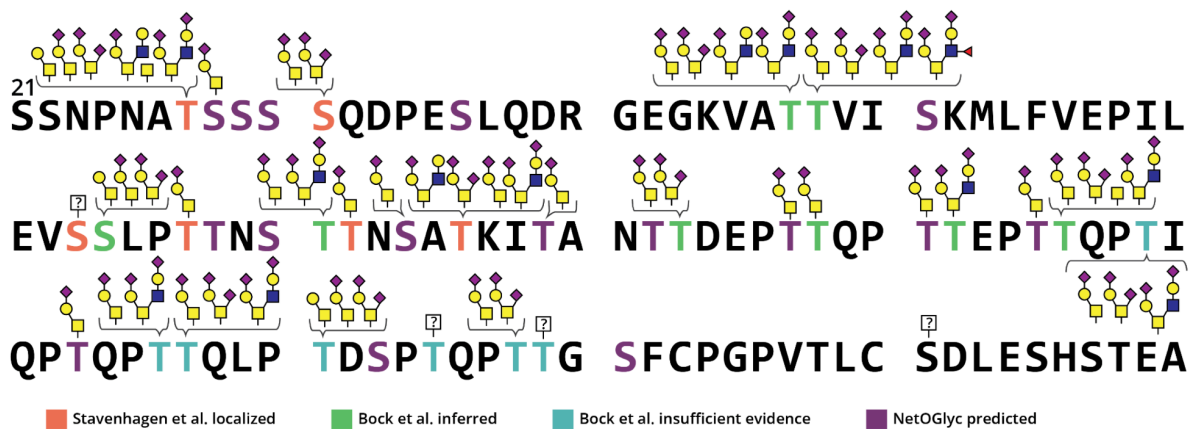 21
SSNPNATSSS SQDPESLQDR GEGKVATTVI SKMLFVEPIL
? 
EVSSLPTTNS TTNSATKITA NTTDEPTTQP TTEPTTQPTI
? ? ?
QPTQPTTQLP TDSPTQPTTG SFCPGPVTLC SDLESHSTEA
Stavenhagen et al. localized Bock et al. inferred Bock et al. insufficient evidence NetOGlyc predicted